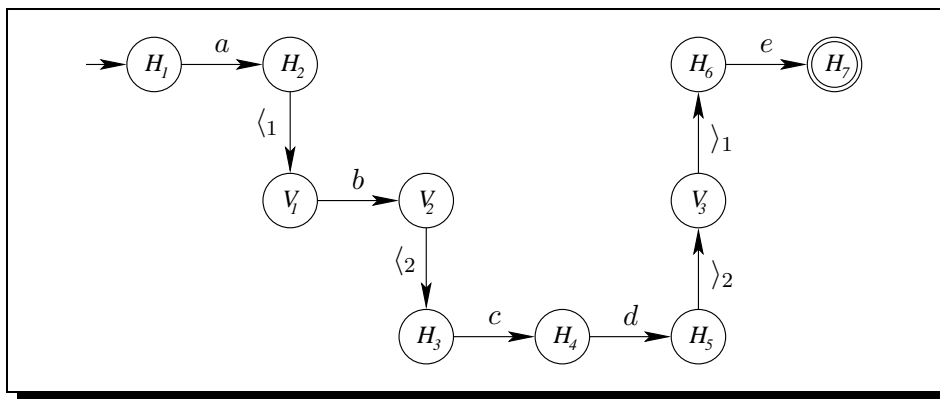 H₁ a H₂ H₆ e H₇
⟨₁ ⟩₁
V₁ b V₂ V₃
⟨₂ ⟩₂
H₃ c H₄ d H₅